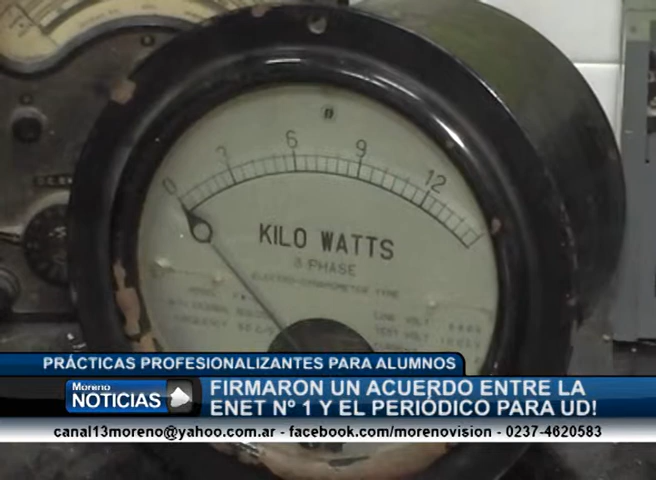 0 3 6 9 12
KILO WATTS
3 PHASE
PRÁCTICAS PROFESIONALIZANTES PARA ALUMNOS
Moreno
NOTICIAS
FIRMARON UN ACUERDO ENTRE LA
ENET Nº 1 Y EL PERIÓDICO PARA UD!
canal13moreno@yahoo.com.ar - facebook.com/morenovision - 0237-4620583